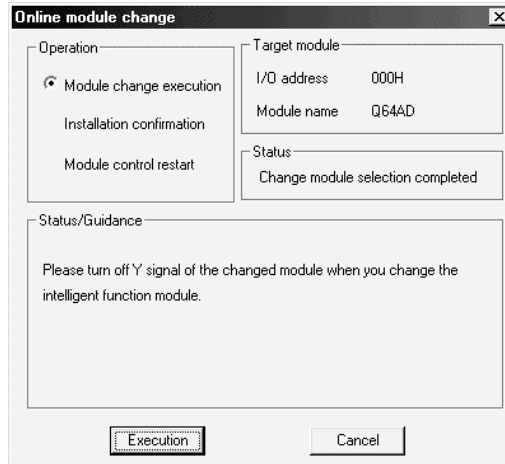 Online module change
Operation
Module change execution
Installation confirmation
Module control restart
Target module
I/O address 000H
Module name Q64AD
Status
Change module selection completed
Status/Guidance
Please turn off Y signal of the changed module when you change the
intelligent function module.
Execution
Cancel